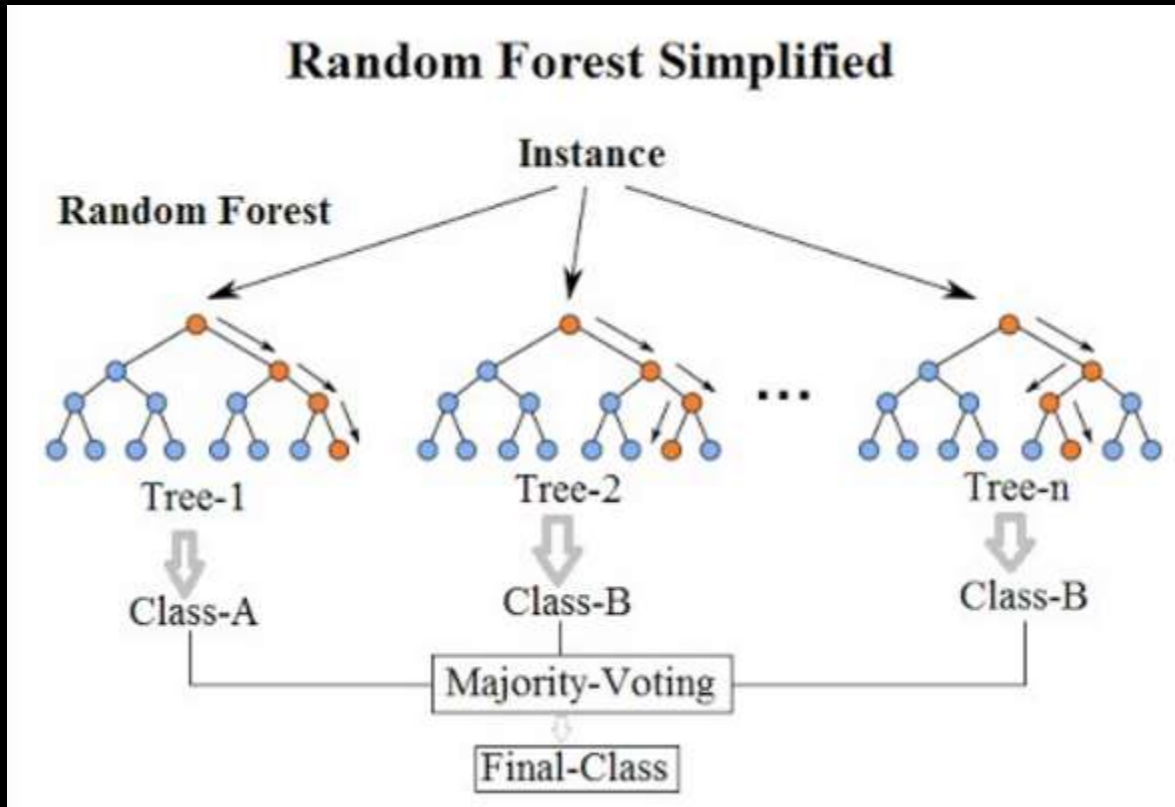 Random Forest Simplified
Instance
Random Forest
...
Tree-1
Tree-2
Tree-n
Class-A
Class-B
Class-B
Majority-Voting
Final-Class